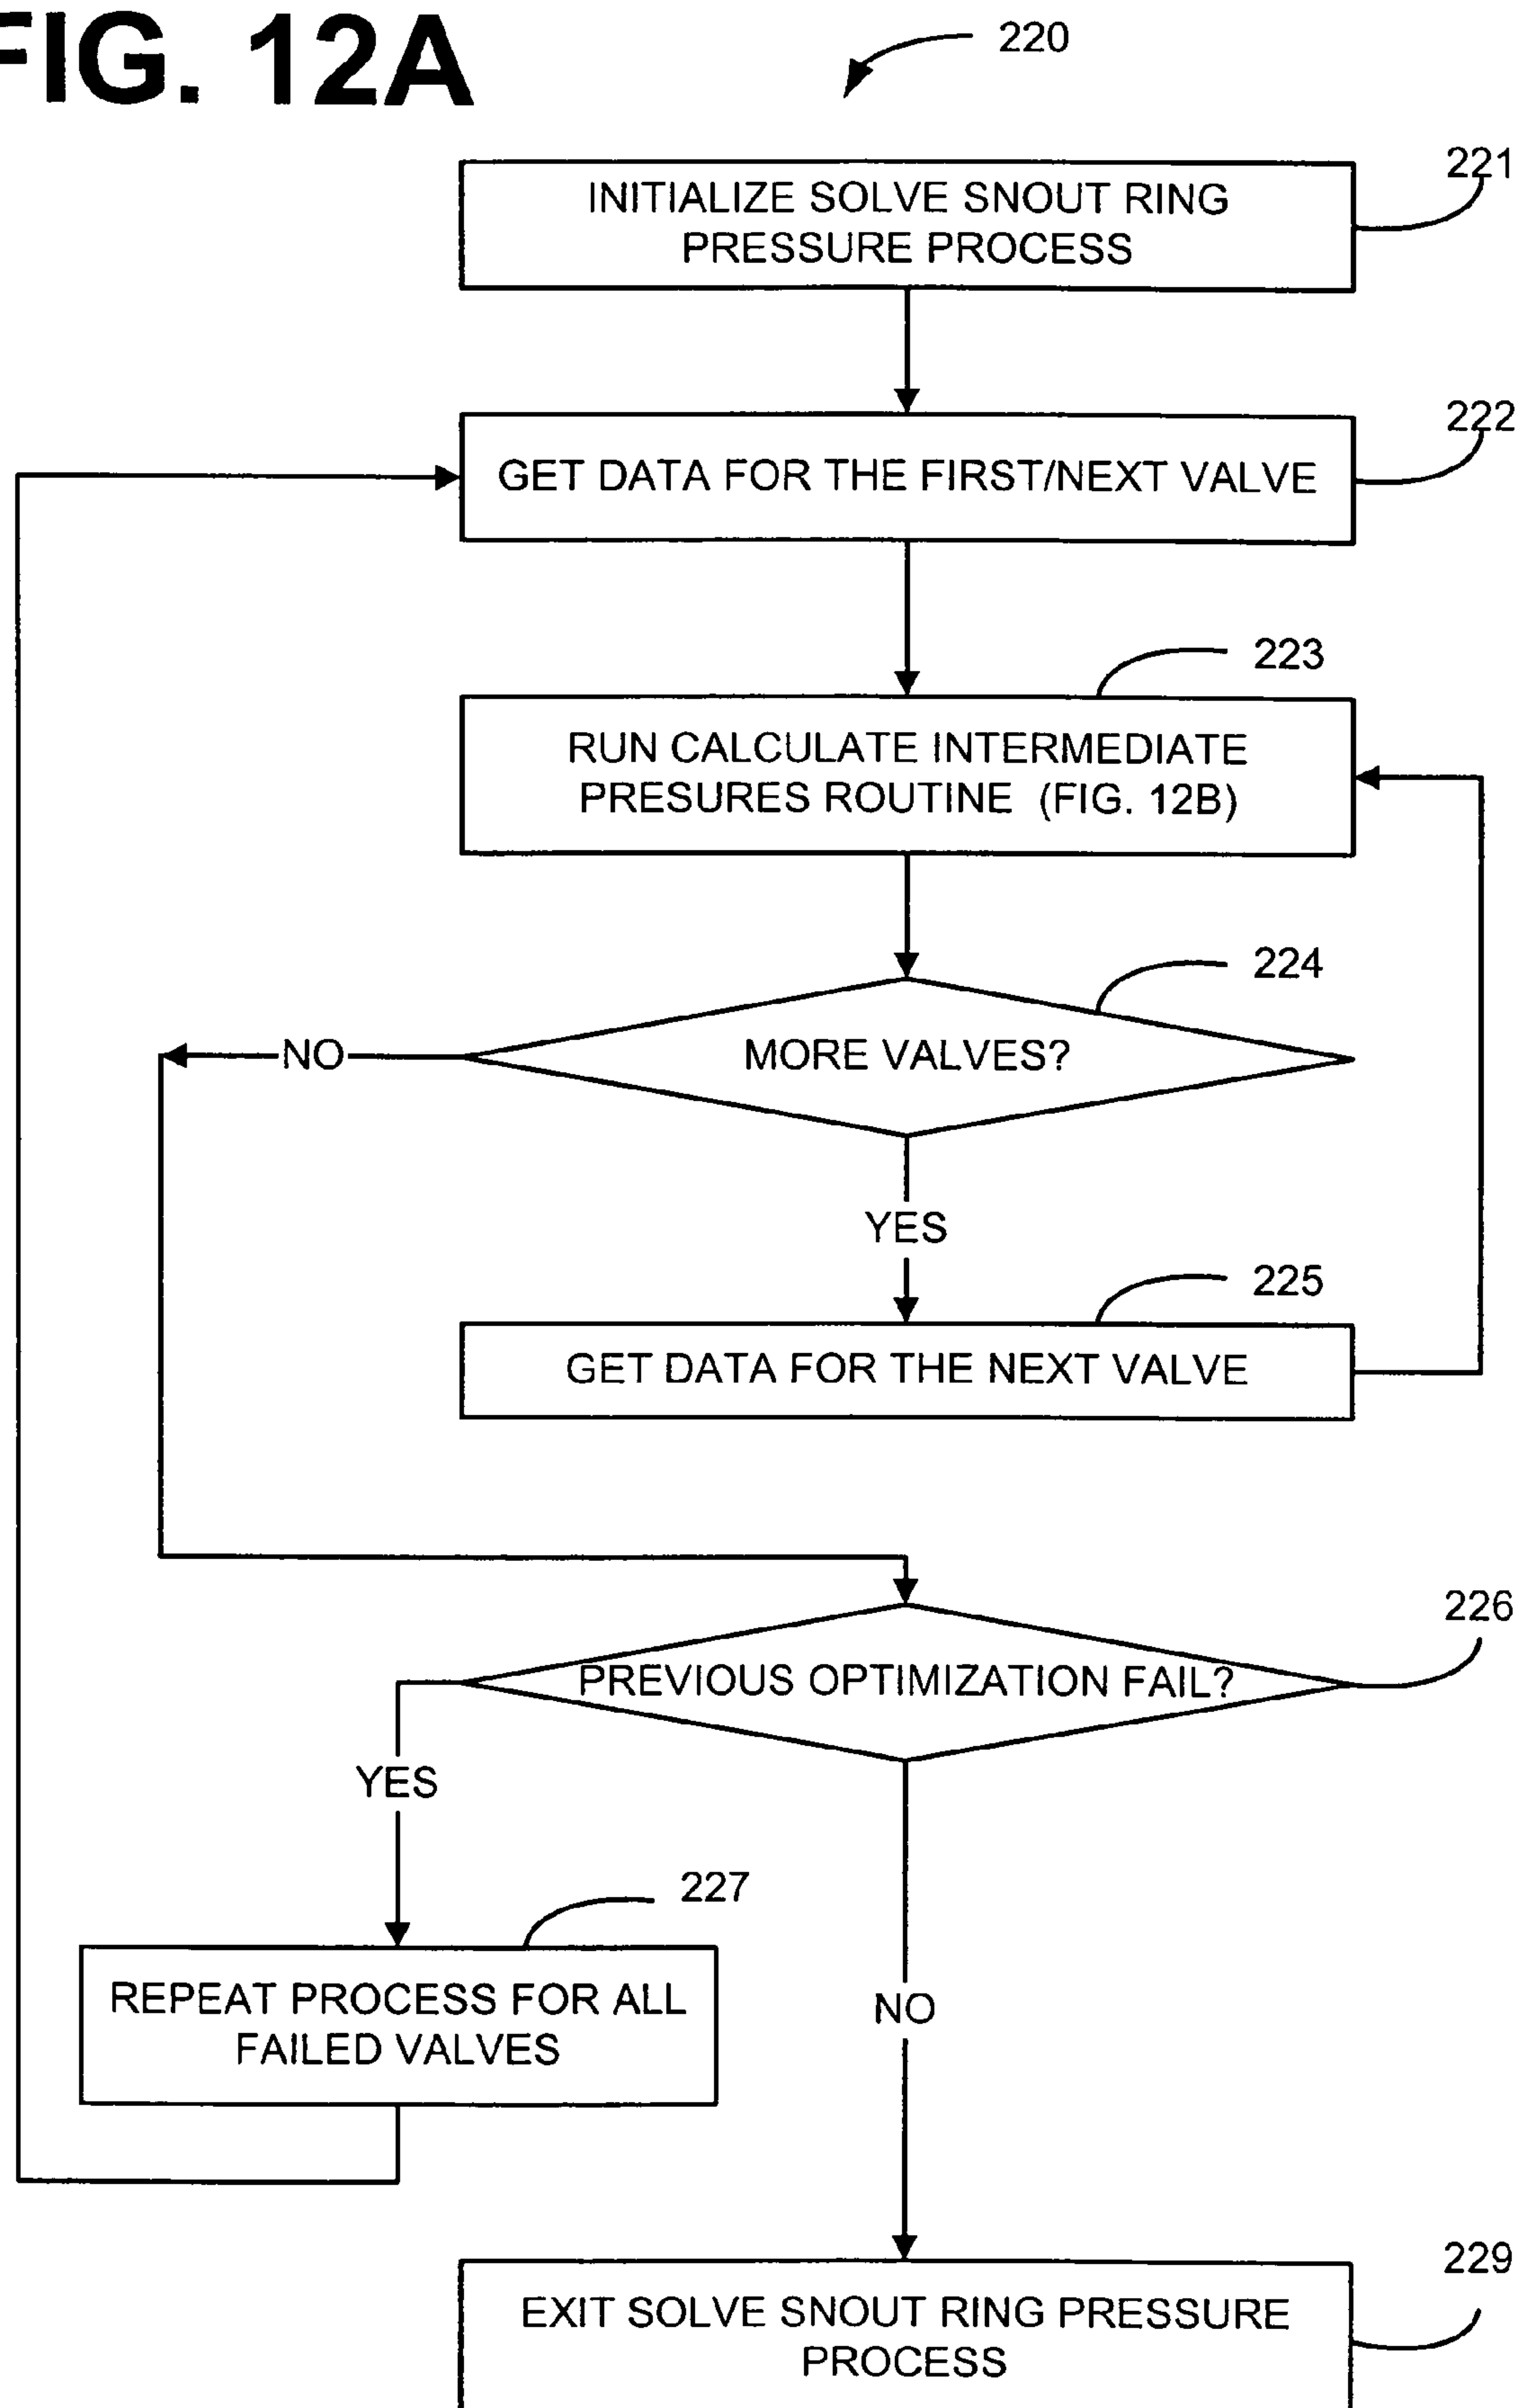 FIG. 12A
220
INITIALIZE SOLVE SNOUT RING
PRESSURE PROCESS
221
GET DATA FOR THE FIRST/NEXT VALVE
222
223
RUN CALCULATE INTERMEDIATE
PRESURES ROUTINE (FIG. 12B)
224
NO
MORE VALVES?
YES
225
GET DATA FOR THE NEXT VALVE
226
PREVIOUS OPTIMIZATION FAIL?
YES
227
REPEAT PROCESS FOR ALL
FAILED VALVES
NO
229
EXIT SOLVE SNOUT RING PRESSURE
PROCESS